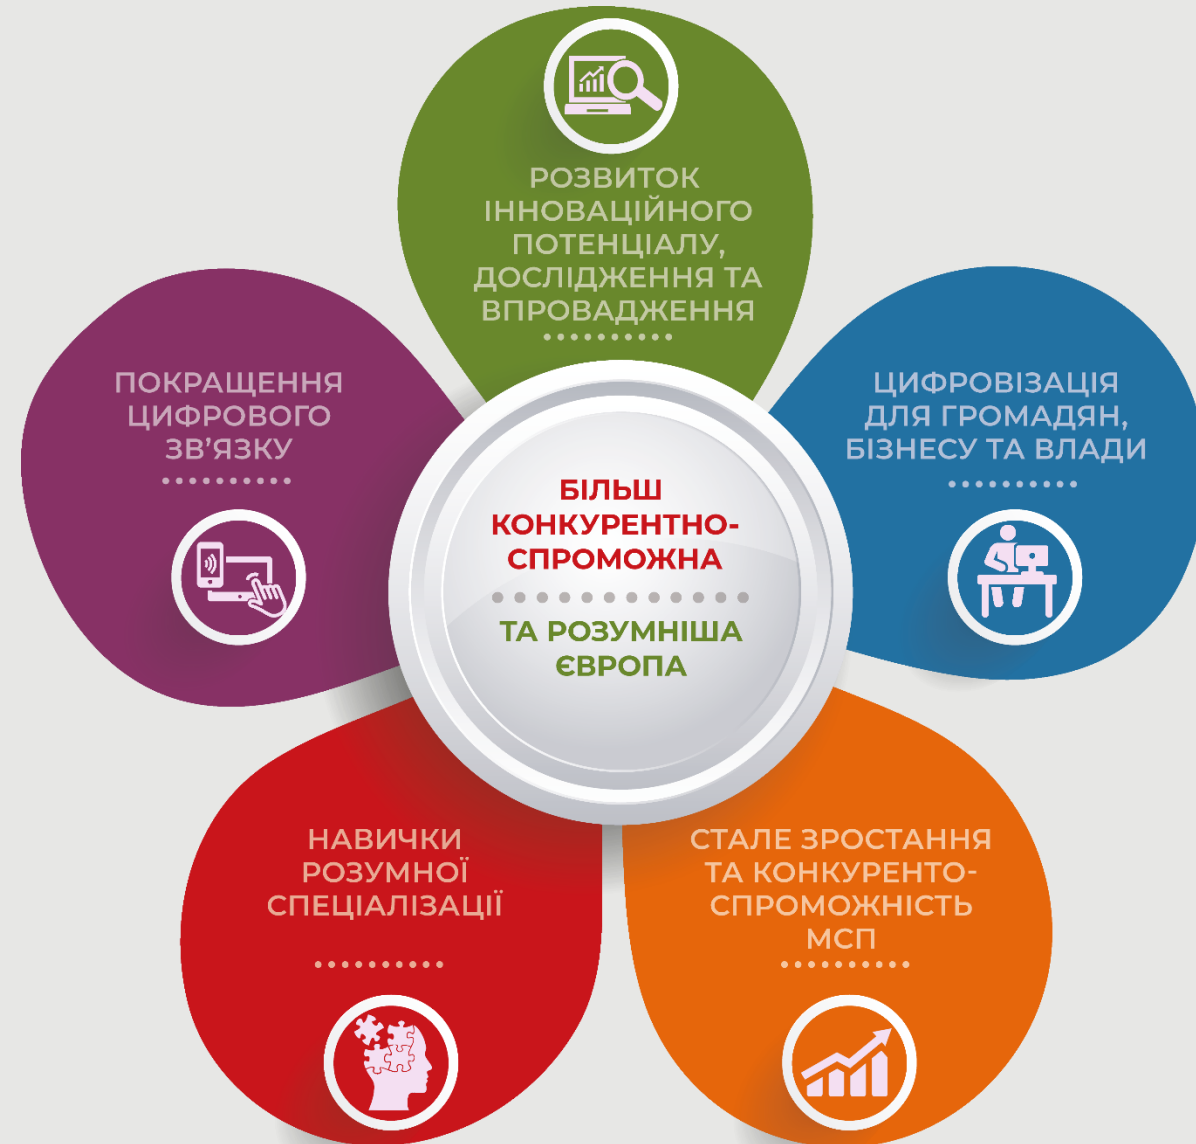 РОЗВИТОК
ІННОВАЦІЙНОГО
ПОТЕНЦІАЛУ,
ДОСЛІДЖЕННЯ ТА
ВПРОВАДЖЕННЯ
ПОКРАЩЕННЯ
ЦИФРОВОГО
ЗВ’ЯЗКУ
ЦИФРОВІЗАЦІЯ
ДЛЯ ГРОМАДЯН,
БІЗНЕСУ ТА ВЛАДИ
БІЛЬШ
КОНКУРЕНТНО-
СПРОМОЖНА
ТА РОЗУМНІША
ЄВРОПА
НАВИЧКИ
РОЗУМНОЇ
СПЕЦІАЛІЗАЦІЇ
СТАЛЕ ЗРОСТАННЯ
ТА КОНКУРЕНТО-
СПРОМОЖНІСТЬ
МСП